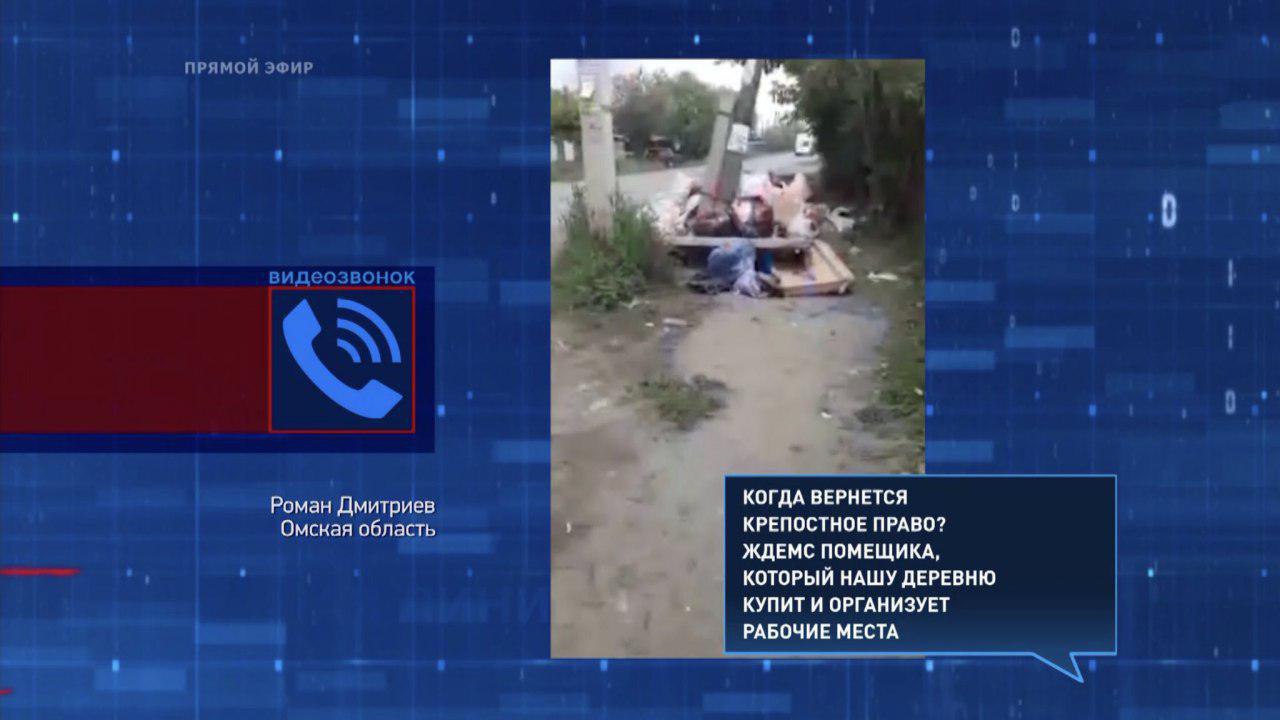 ПРЯМОЙ ЭФИР
ВИДЕОЗВОНОК
Роман Дмитриев
Омская область
КОГДА ВЕРНЕТСЯ
КРЕПОСТНОЕ ПРАВО?
ЖДЕМС ПОМЕЩИКА,
КОТОРЫЙ НАШУ ДЕРЕВНЮ
КУПИТ И ОРГАНИЗУЕТ
РАБОЧИЕ МЕСТА